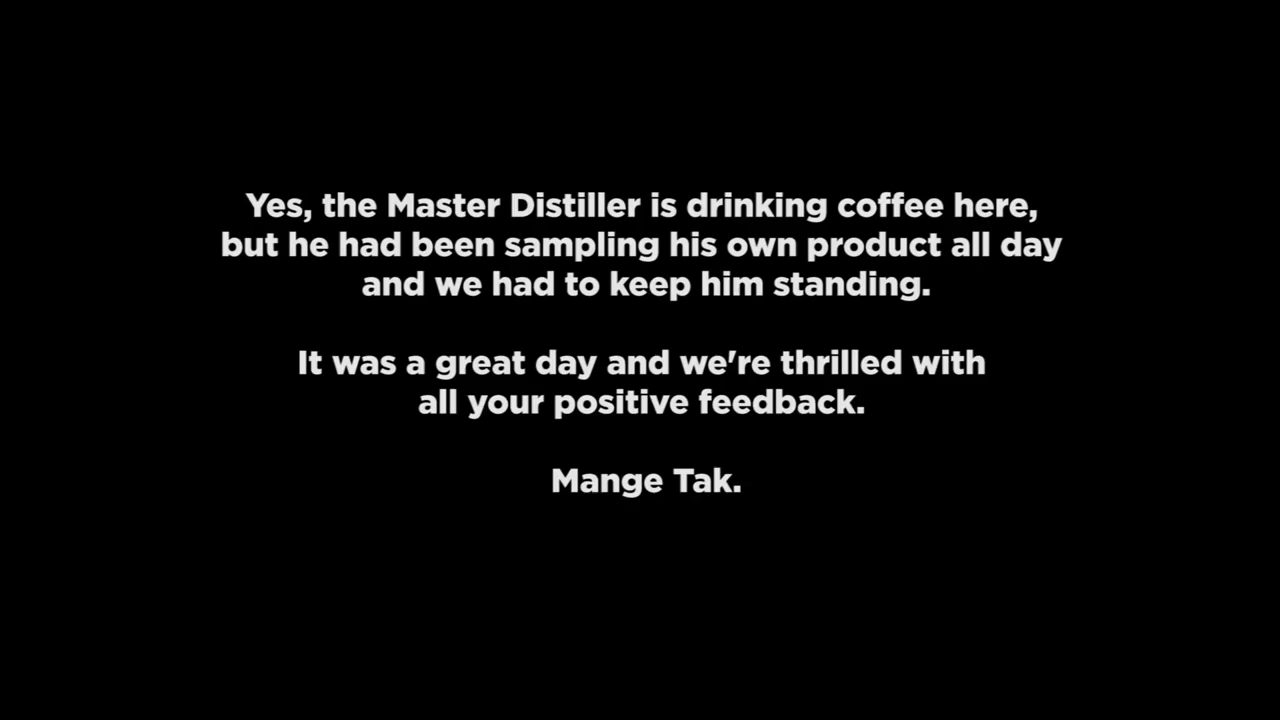 Yes, the Master Distiller is drinking coffee here,
but he had been sampling his own product all day
and we had to keep him standing.
It was a great day and we're thrilled with
all your positive feedback.
Mange Tak.